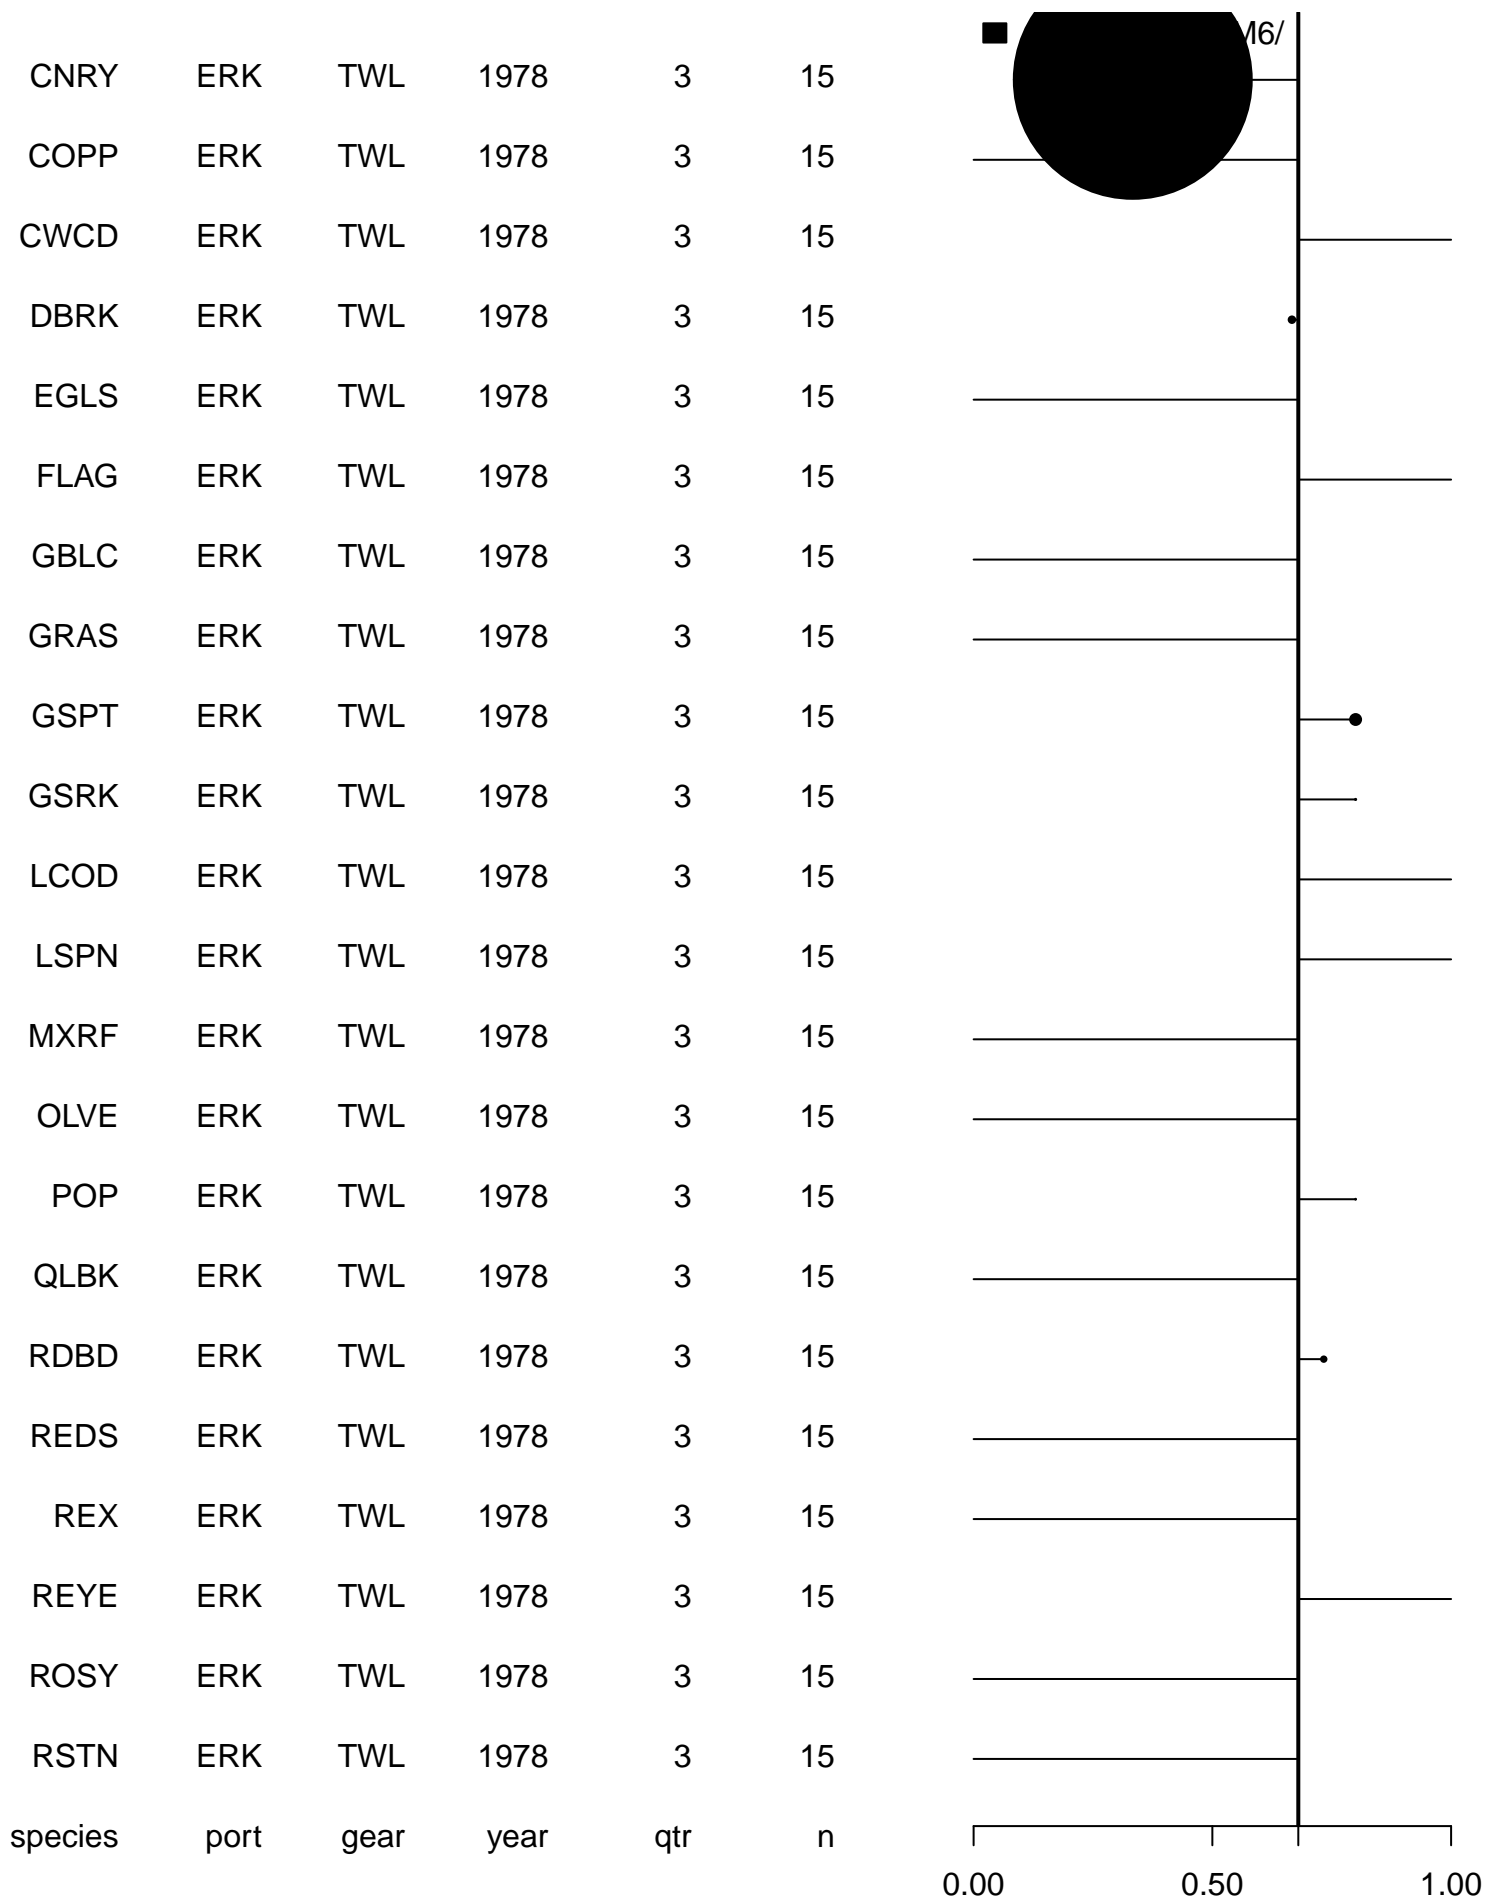 M6/
CNRY ERK TWL 1978 3 15
COPP ERK TWL 1978 3 15
CWCD ERK TWL 1978 3 15
DBRK ERK TWL 1978 3 15
EGLS ERK TWL 1978 3 15
FLAG ERK TWL 1978 3 15
GBLC ERK TWL 1978 3 15
GRAS ERK TWL 1978 3 15
GSPT ERK TWL 1978 3 15
GSRK ERK TWL 1978 3 15
LCOD ERK TWL 1978 3 15
LSPN ERK TWL 1978 3 15
MXRF ERK TWL 1978 3 15
OLVE ERK TWL 1978 3 15
POP ERK TWL 1978 3 15
QLBK ERK TWL 1978 3 15
RDBD ERK TWL 1978 3 15
REDS ERK TWL 1978 3 15
REX ERK TWL 1978 3 15
REYE ERK TWL 1978 3 15
ROSY ERK TWL 1978 3 15
RSTN ERK TWL 1978 3 15
species port gear year qtr n
0.00 0.50 1.00